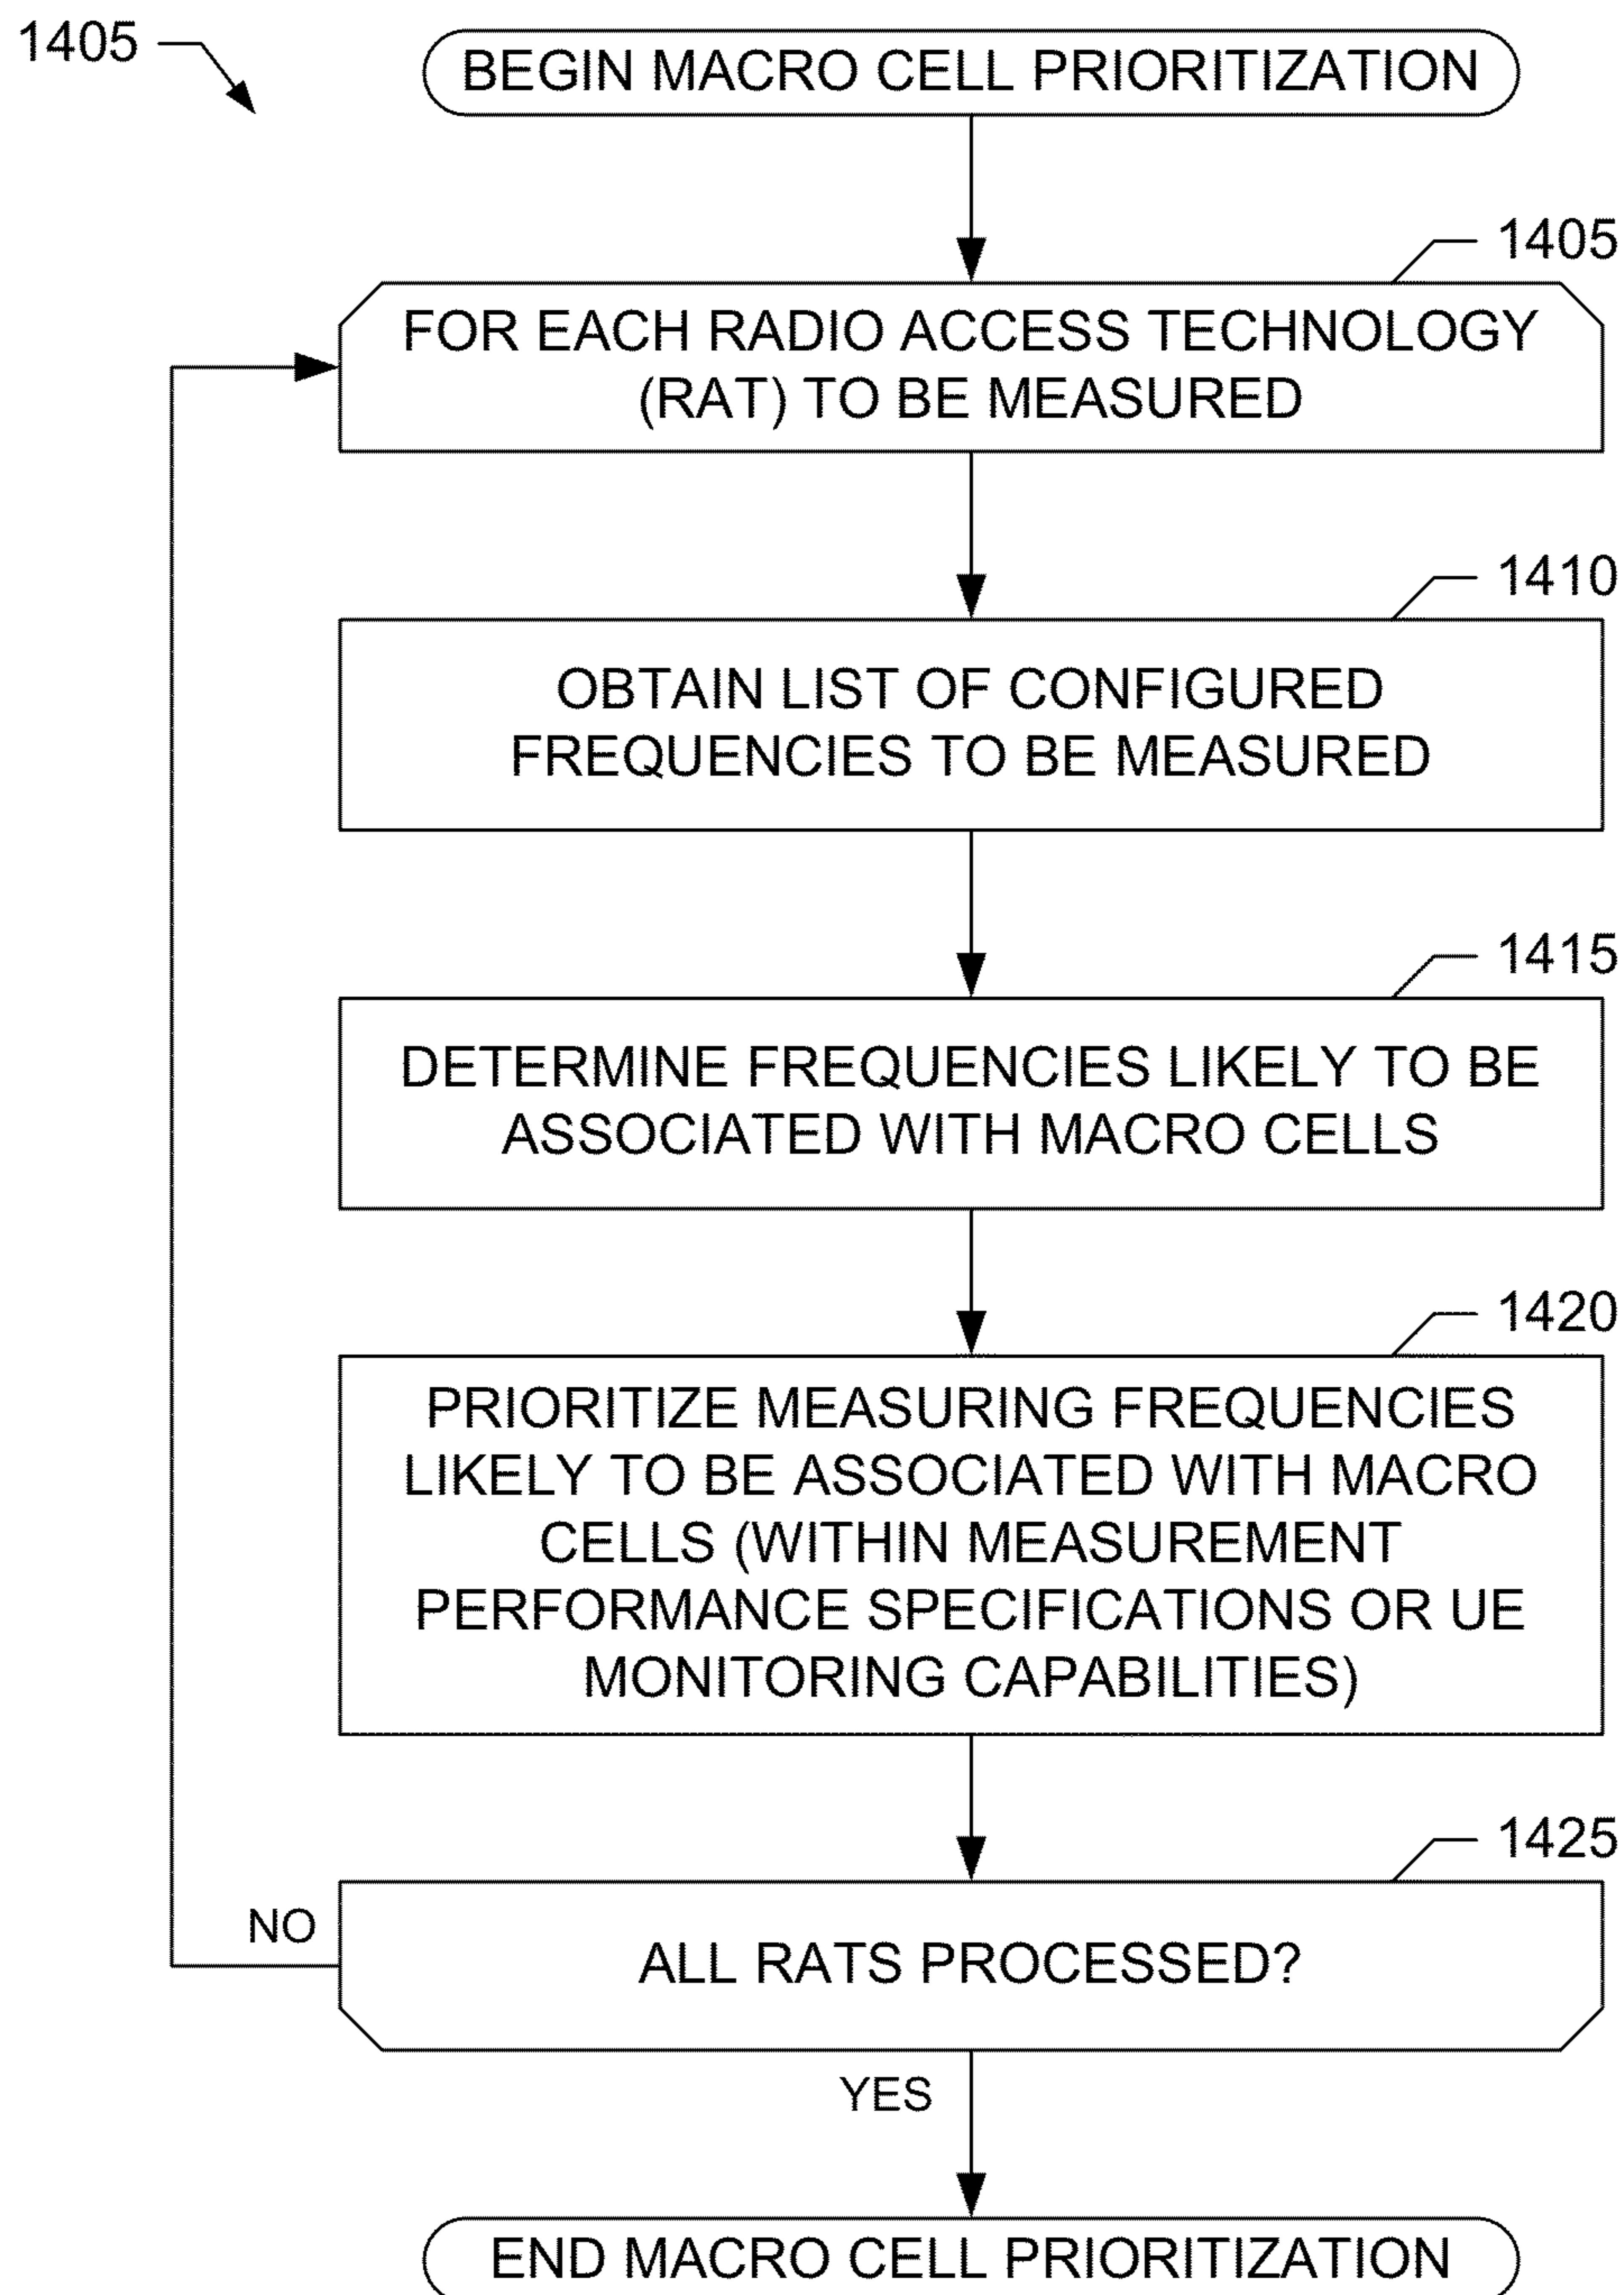 1405
BEGIN MACRO CELL PRIORITIZATION
1405
FOR EACH RADIO ACCESS TECHNOLOGY
(RAT) TO BE MEASURED
1410
OBTAIN LIST OF CONFIGURED
FREQUENCIES TO BE MEASURED
1415
DETERMINE FREQUENCIES LIKELY TO BE
ASSOCIATED WITH MACRO CELLS
1420
PRIORITIZE MEASURING FREQUENCIES
LIKELY TO BE ASSOCIATED WITH MACRO
CELLS (WITHIN MEASUREMENT
PERFORMANCE SPECIFICATIONS OR UE
MONITORING CAPABILITIES)
1425
NO
ALL RATS PROCESSED?
YES
END MACRO CELL PRIORITIZATION